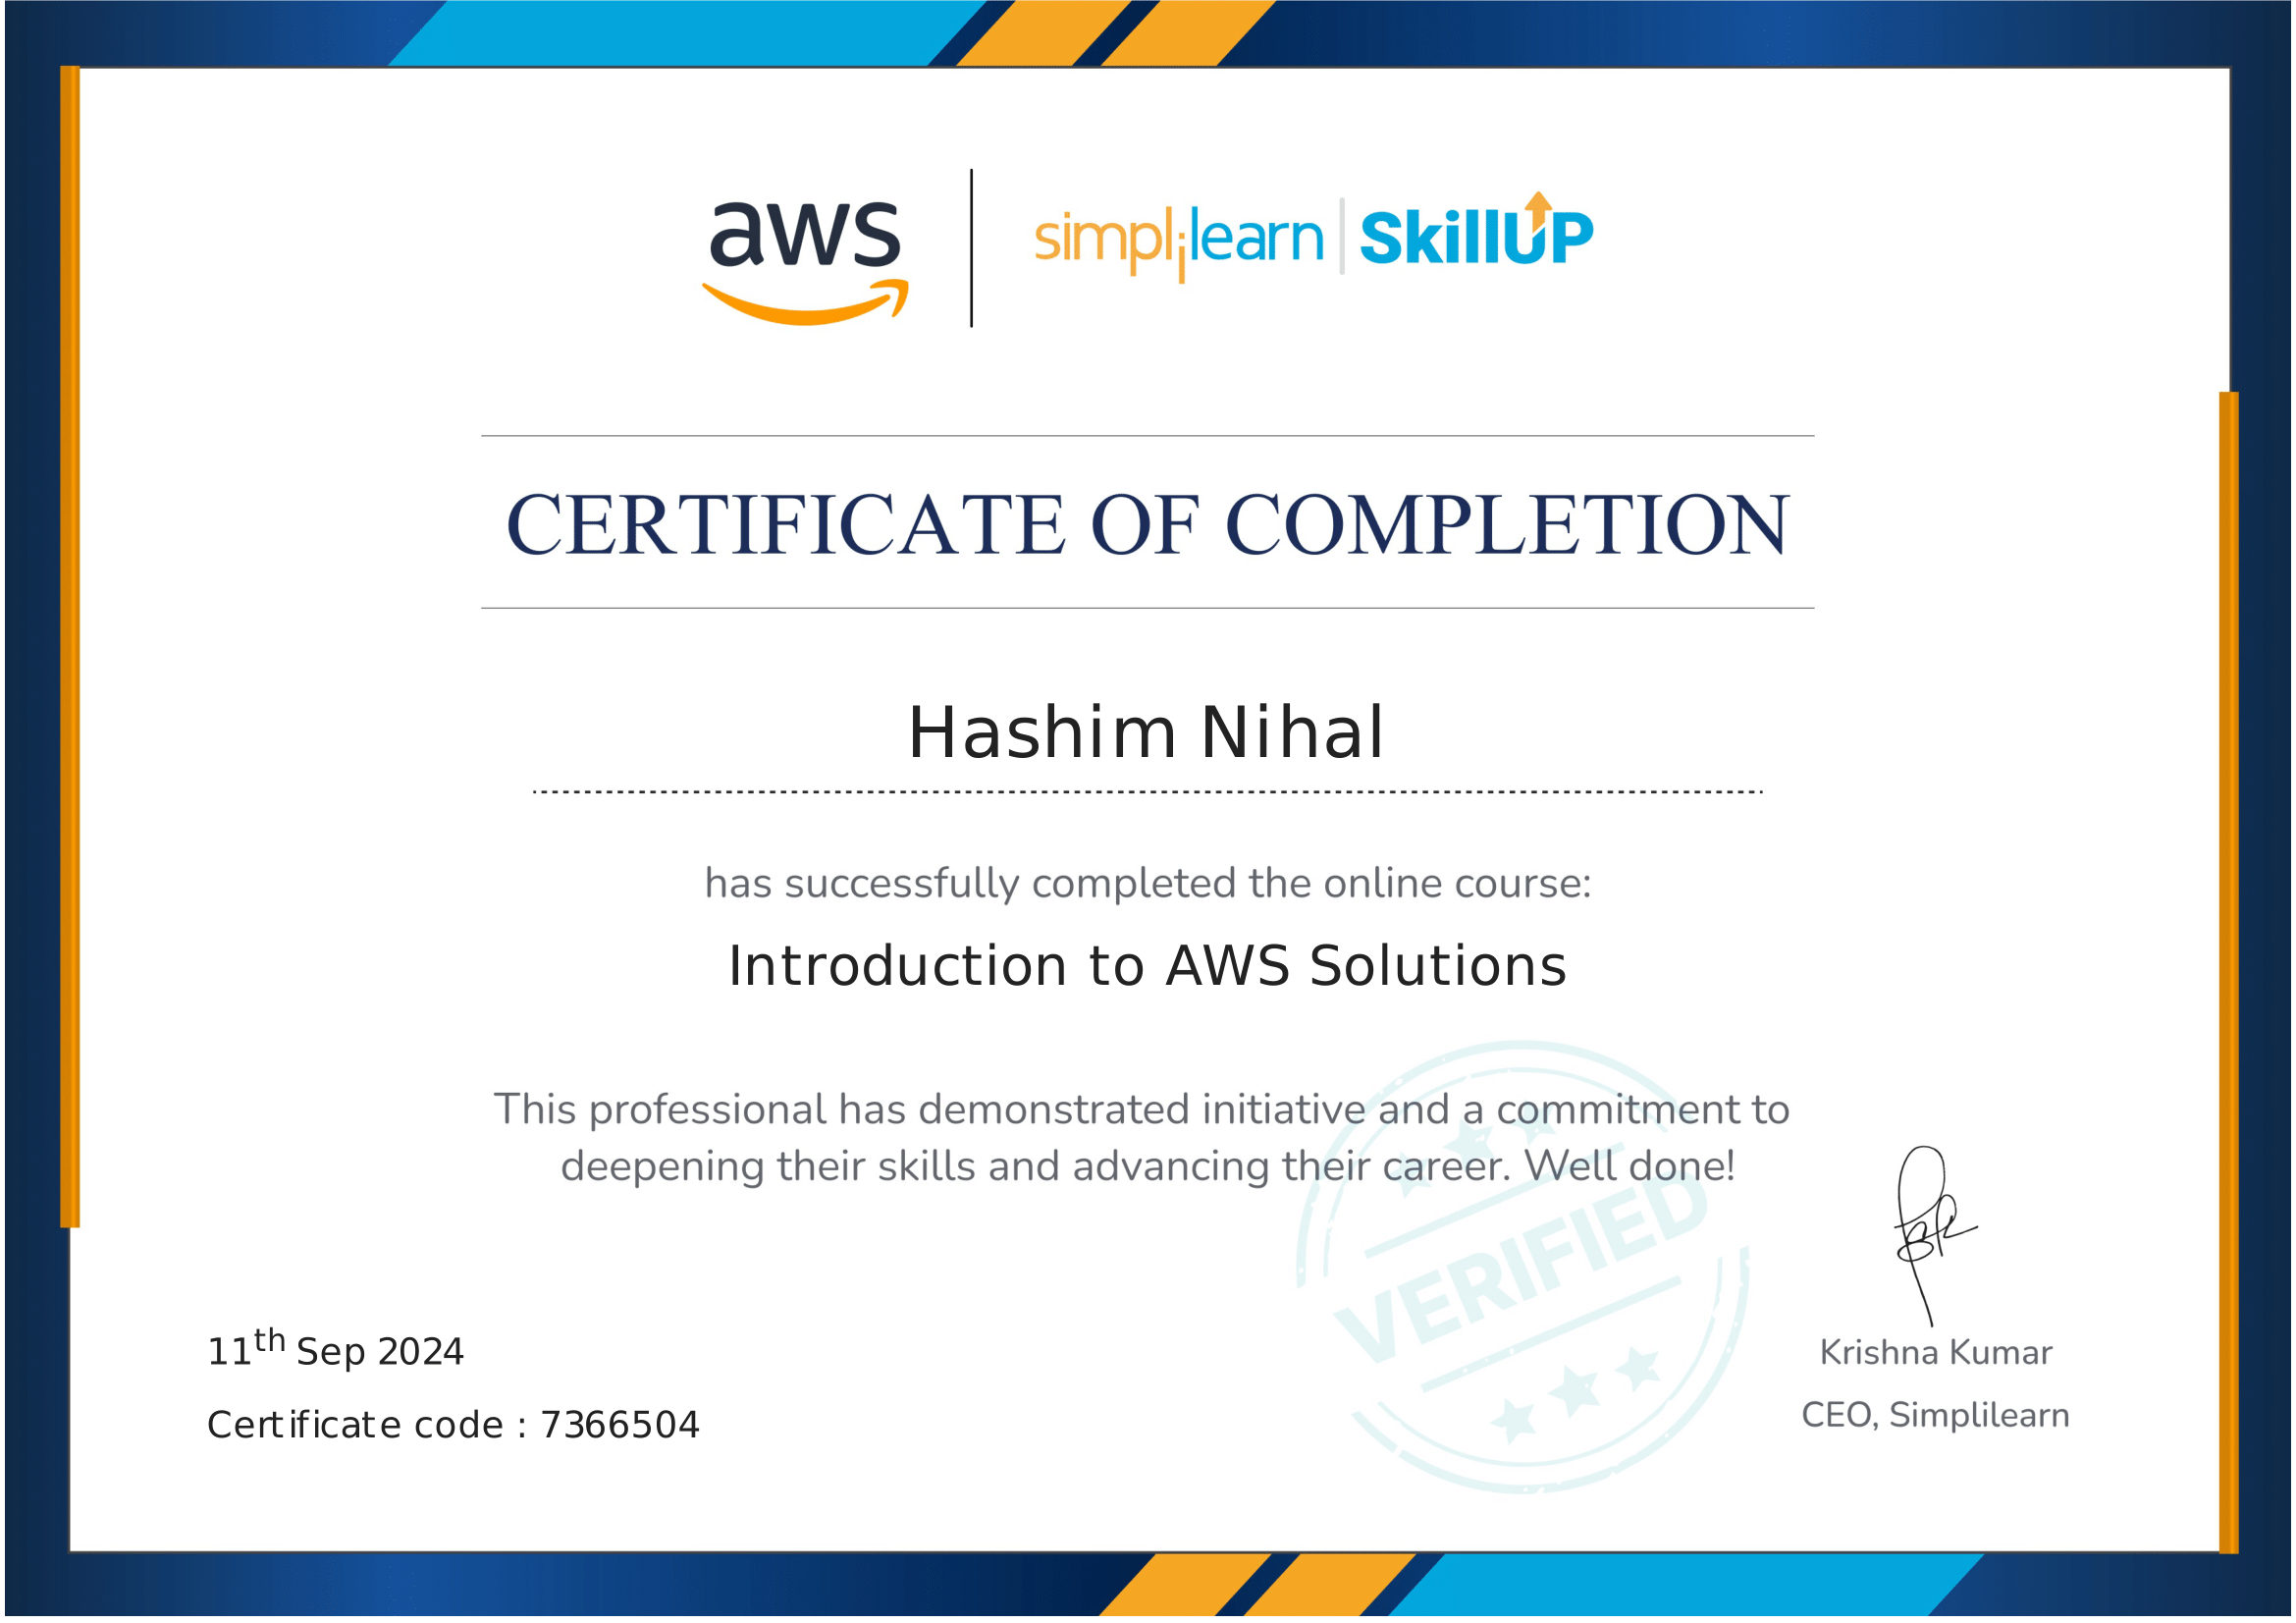 aws
simplilearn | SkillUP
CERTIFICATE OF COMPLETION
Hashim Nihal
has successfully completed the online course:
Introduction to AWS Solutions
This professional has demonstrated initiative and a commitment to
deepening their skills and advancing their career. Well done!
VERIFIED
11th Sep 2024
Certificate code : 7366504
Krishna Kumar
CEO, Simplilearn